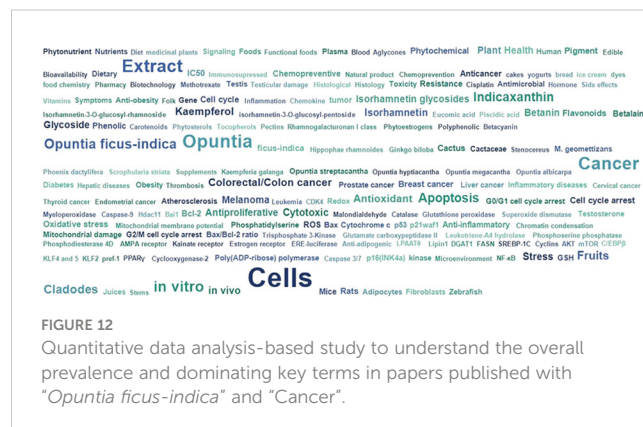 Phytonutrient Nutrients Diet medicinal plants Signaling Foods Functional foods Plasma Blood Aglycones Phytochemical Plant Health Human Pigment Edible
Bioavailability Dietary Extract IC50 Immunosupressed Chemopreventive Natural product Chemoprevention Anticancer cakes yogurts bread ice cream dyes
food chemistry Pharmacy Biotechnology Methotrexate Testis Testicular damage Histological Histology Toxicity Resistance Cisplatin Antimicrobial Hormone Side effects
Vitamins Symptoms Anti-obesity Folk Gene Cell cycle Inflammation Chemokine tumor Isorhamnetin glycosides Indicaxanthin
Isorhamnetin-3-O-glucosyl-rhamnoside Kaempferol isorhamnetin-3-O-glucosyl-pentoside Isorhamnetin Eucomic acid Piscidic acid Betanin Flavonoids Betalain
Glycoside Phenolic Carotenoids Phytosterols Tocopherols Pectins Rhamnogalacturonan I class Phytoestrogens Polyphenolic Betacyanin
Opuntia ficus-indica Opuntia ficus-indica Hippophae rhamnoides Ginkgo biloba Cactus Cactaceae Stenocereus M. geometizans
Phoenix dactylifera Scrophularia striata Supplements Kaempferia galanga Opuntia streptacantha Opuntia hyptiacantha Opuntia megacantha Opuntia albicarpa Cancer
Diabetes Hepatic diseases Obesity Thrombosis Colorectal/Colon cancer Prostate cancer Breast cancer Liver cancer Inflammatory diseases Cervical cancer
Thyroid cancer Endometrial cancer Atherosclerosis Melanoma Leukemia CDK4 Redox Antioxidant Apoptosis G0/G1 cell cycle arrest Cell cycle arrest
Myeloperoxidase Caspase-9 Hdac11 Bai1 Bcl-2 Antiproliferative Cytotoxic Malondialdehyde Catalase Glutathione peroxidase Superoxide dismutase Testosterone
Oxidative stress Mitochondrial membrane potential Phosphatidylserine ROS Bax Cytochrome c p53 p21waf1 Anti-inflammatory Chromatin condensation
Mitochondrial damage G2/M cell cycle arrest Bax/Bcl-2 ratio Trisphosphate 3-Kinase Glutamate carboxypeptidase II Leukotriene-A4 hydrolase Phosphoserine phosphatase
Phosphodiesterase 4D AMPA receptor Kainate receptor Estrogen receptor ERE-luciferase Anti-adipogenic LPAATθ Lipin1 DGAT1 FASN SREBP-1C Cyclins AKT mTOR C/EBPβ
KLF4 and 5 KLF2 pref-1 PPARγ Cyclooxygenase-2 Poly(ADP-ribose) polymerase Caspase 3/7 p16(INK4a) kinase Microenvironment NF-κB Stress GSH Fruits
Cladodes Juices Stems in vitro in vivo Cells Mice Rats Adipocytes Fibroblasts Zebrafish
FIGURE 12
Quantitative data analysis-based study to understand the overall
prevalence and dominating key terms in papers published with
"Opuntia ficus-indica" and "Cancer".